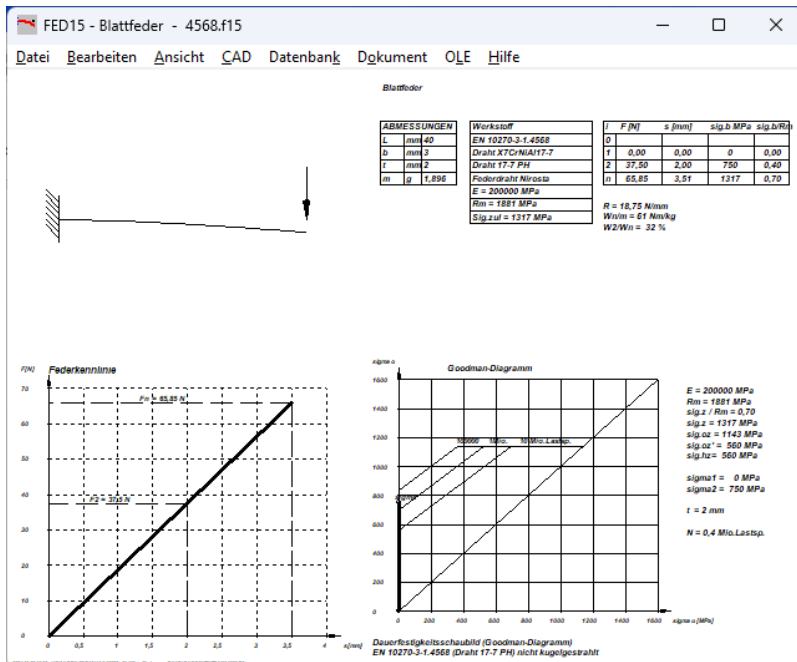 FED15 - Blattfeder - 4568.f15
Datei Bearbeiten Ansicht CAD Datenbank Dokument OLE Hilfe
Blattfeder
ABMESSUNGEN
L mm 40
b mm 3
t mm 2
m g 1,896
Werkstoff
EN 10270-3-1.4568
Draht X7CrNiAl17-7
Draht 17-7 PH
Federdraht Nirosta
E = 200000 MPa
Rm = 1881 MPa
Sig.zul = 1317 MPa
i F [N] s [mm] sig.b MPa sig.b/Rm
0
1 0,00 0,00 0 0,00
2 37,50 2,00 750 0,40
n 65,85 3,51 1317 0,70
R = 18,75 N/mm
Wn/m = 61 Nm/kg
W2/Wn = 32 %
F[N]
Federkennlinie
70
60
50
40
30
20
10
0
Fn = 65,85 N
F2 = 37,5 N
0 0,5 1 1,5 2 2,5 3 3,5 4 s[mm]
sigma o
Goodman-Diagramm
1600
1400
1200
1000
800
600
400
200
0
100000 1Mio. 10 Mio.Lastsp.
0 200 400 600 800 1000 1200 1400 1600 sigma u [MPa]
E = 200000 MPa
Rm = 1881 MPa
sig.z / Rm = 0,70
sig.z = 1317 MPa
sig.oz = 1143 MPa
sig.oz' = 560 MPa
sig.hz= 560 MPa
sigma1 = 0 MPa
sigma2 = 750 MPa
t = 2 mm
N = 0,4 Mio.Lastsp.
Dauerfestigkeitsschaubild (Goodman-Diagramm)
EN 10270-3-1.4568 (Draht 17-7 PH) nicht kugelgestrahlt